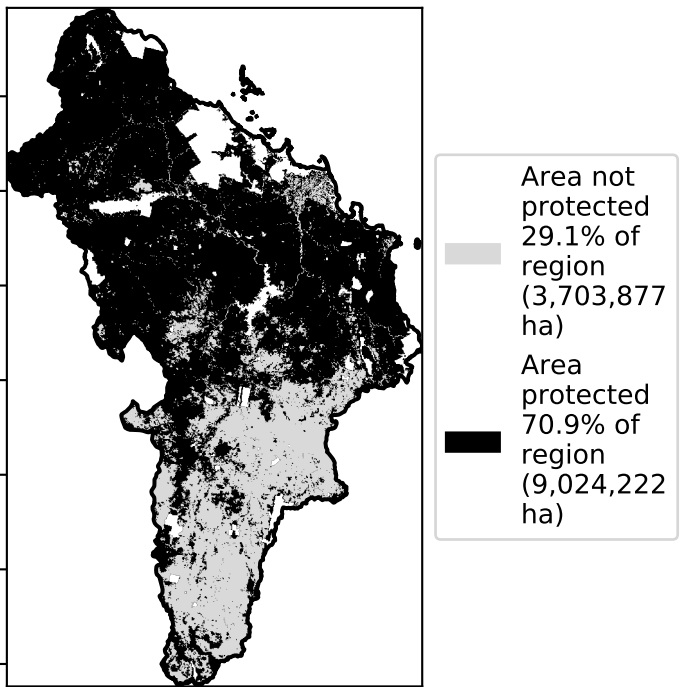 Area not
protected
29.1% of
region
(3,703,877
ha)
Area
protected
70.9% of
region
(9,024,222
ha)